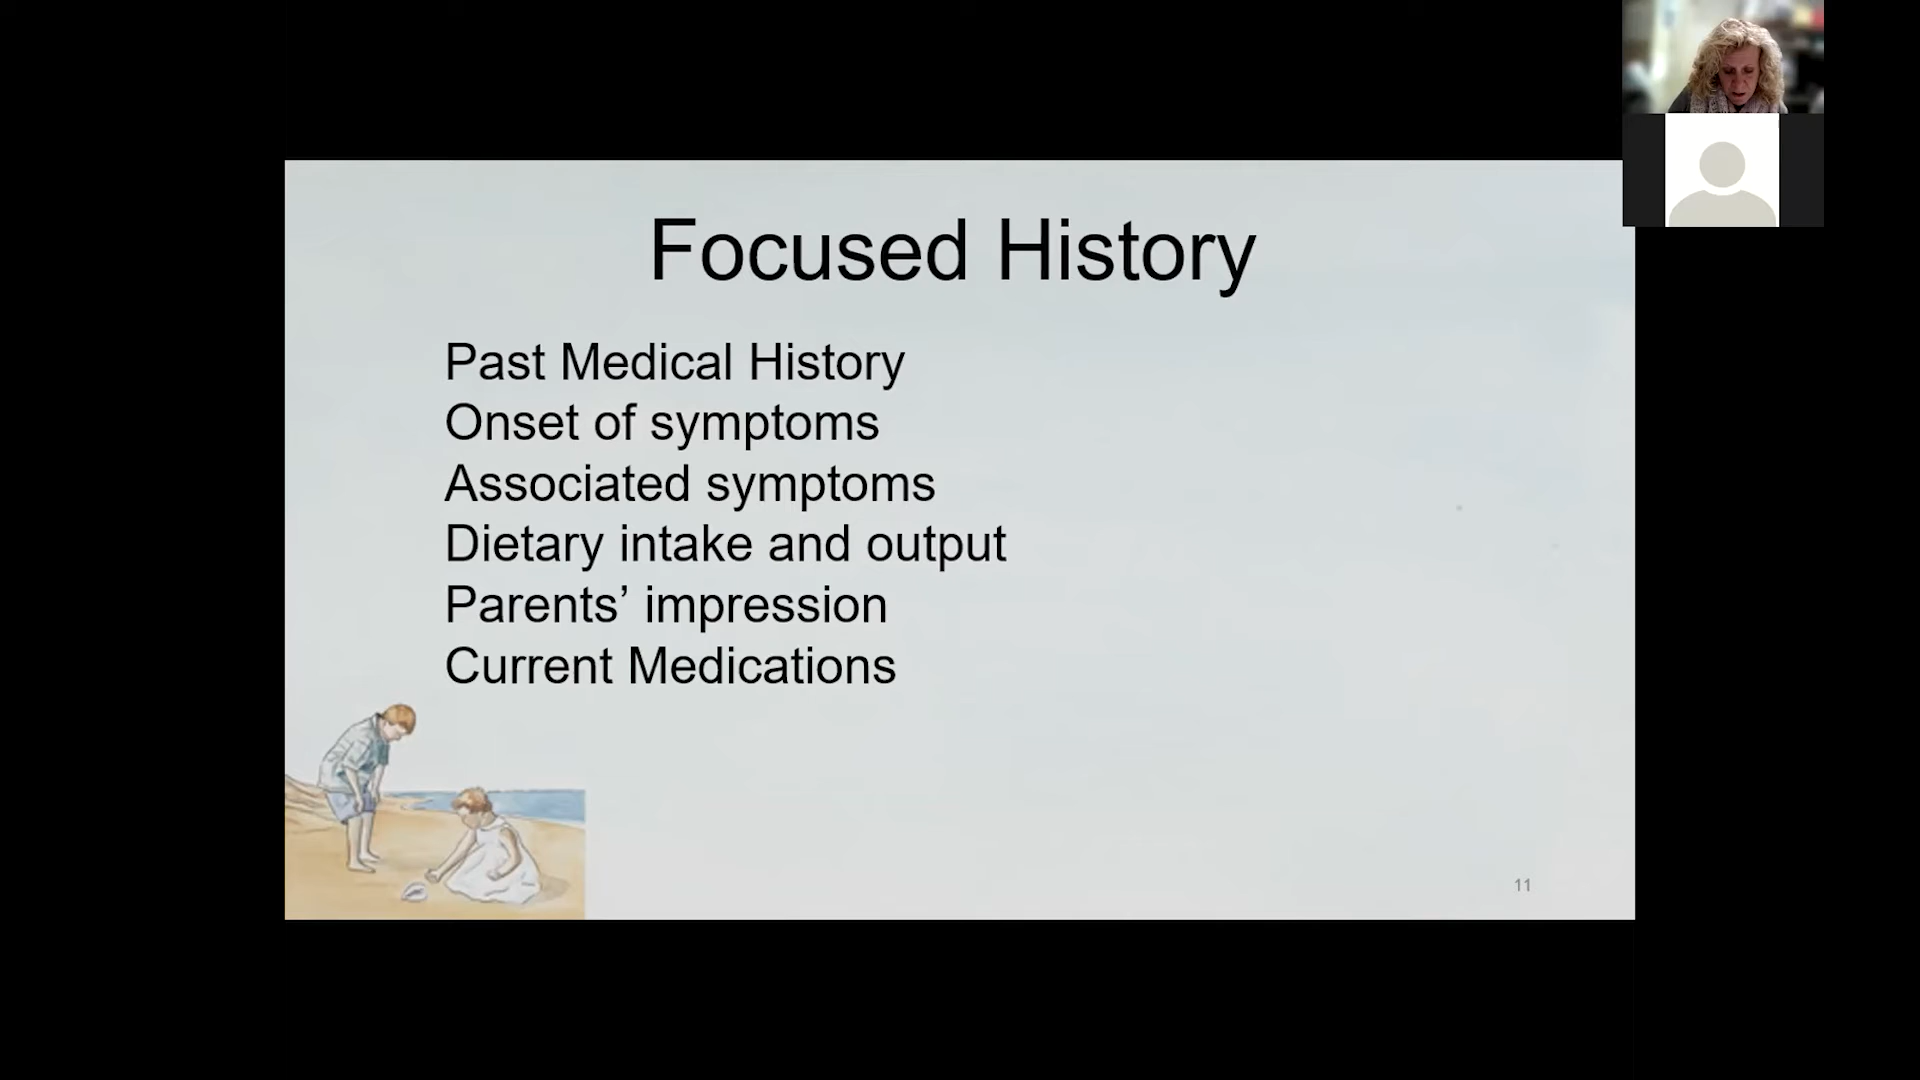 Focused History
Past Medical History
Onset of symptoms
Associated symptoms
Dietary intake and output
Parents’ impression
Current Medications
11